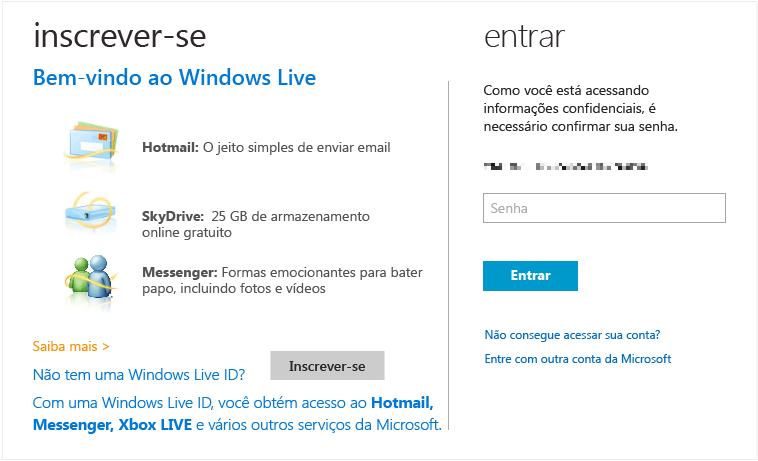 inscrever-se
Bem-vindo ao Windows Live
Hotmail: O jeito simples de enviar email
SkyDrive: 25 GB de armazenamento
online gratuito
Messenger: Formas emocionantes para bater
papo, incluindo fotos e vídeos
Saiba mais >
Não tem uma Windows Live ID?
Inscrever-se
Com uma Windows Live ID, você obtém acesso ao Hotmail,
Messenger, Xbox LIVE e vários outros serviços da Microsoft.
entrar
Como você está acessando
informações confidenciais, é
necessário confirmar sua senha.
Senha
Entrar
Não consegue acessar sua conta?
Entre com outra conta da Microsoft